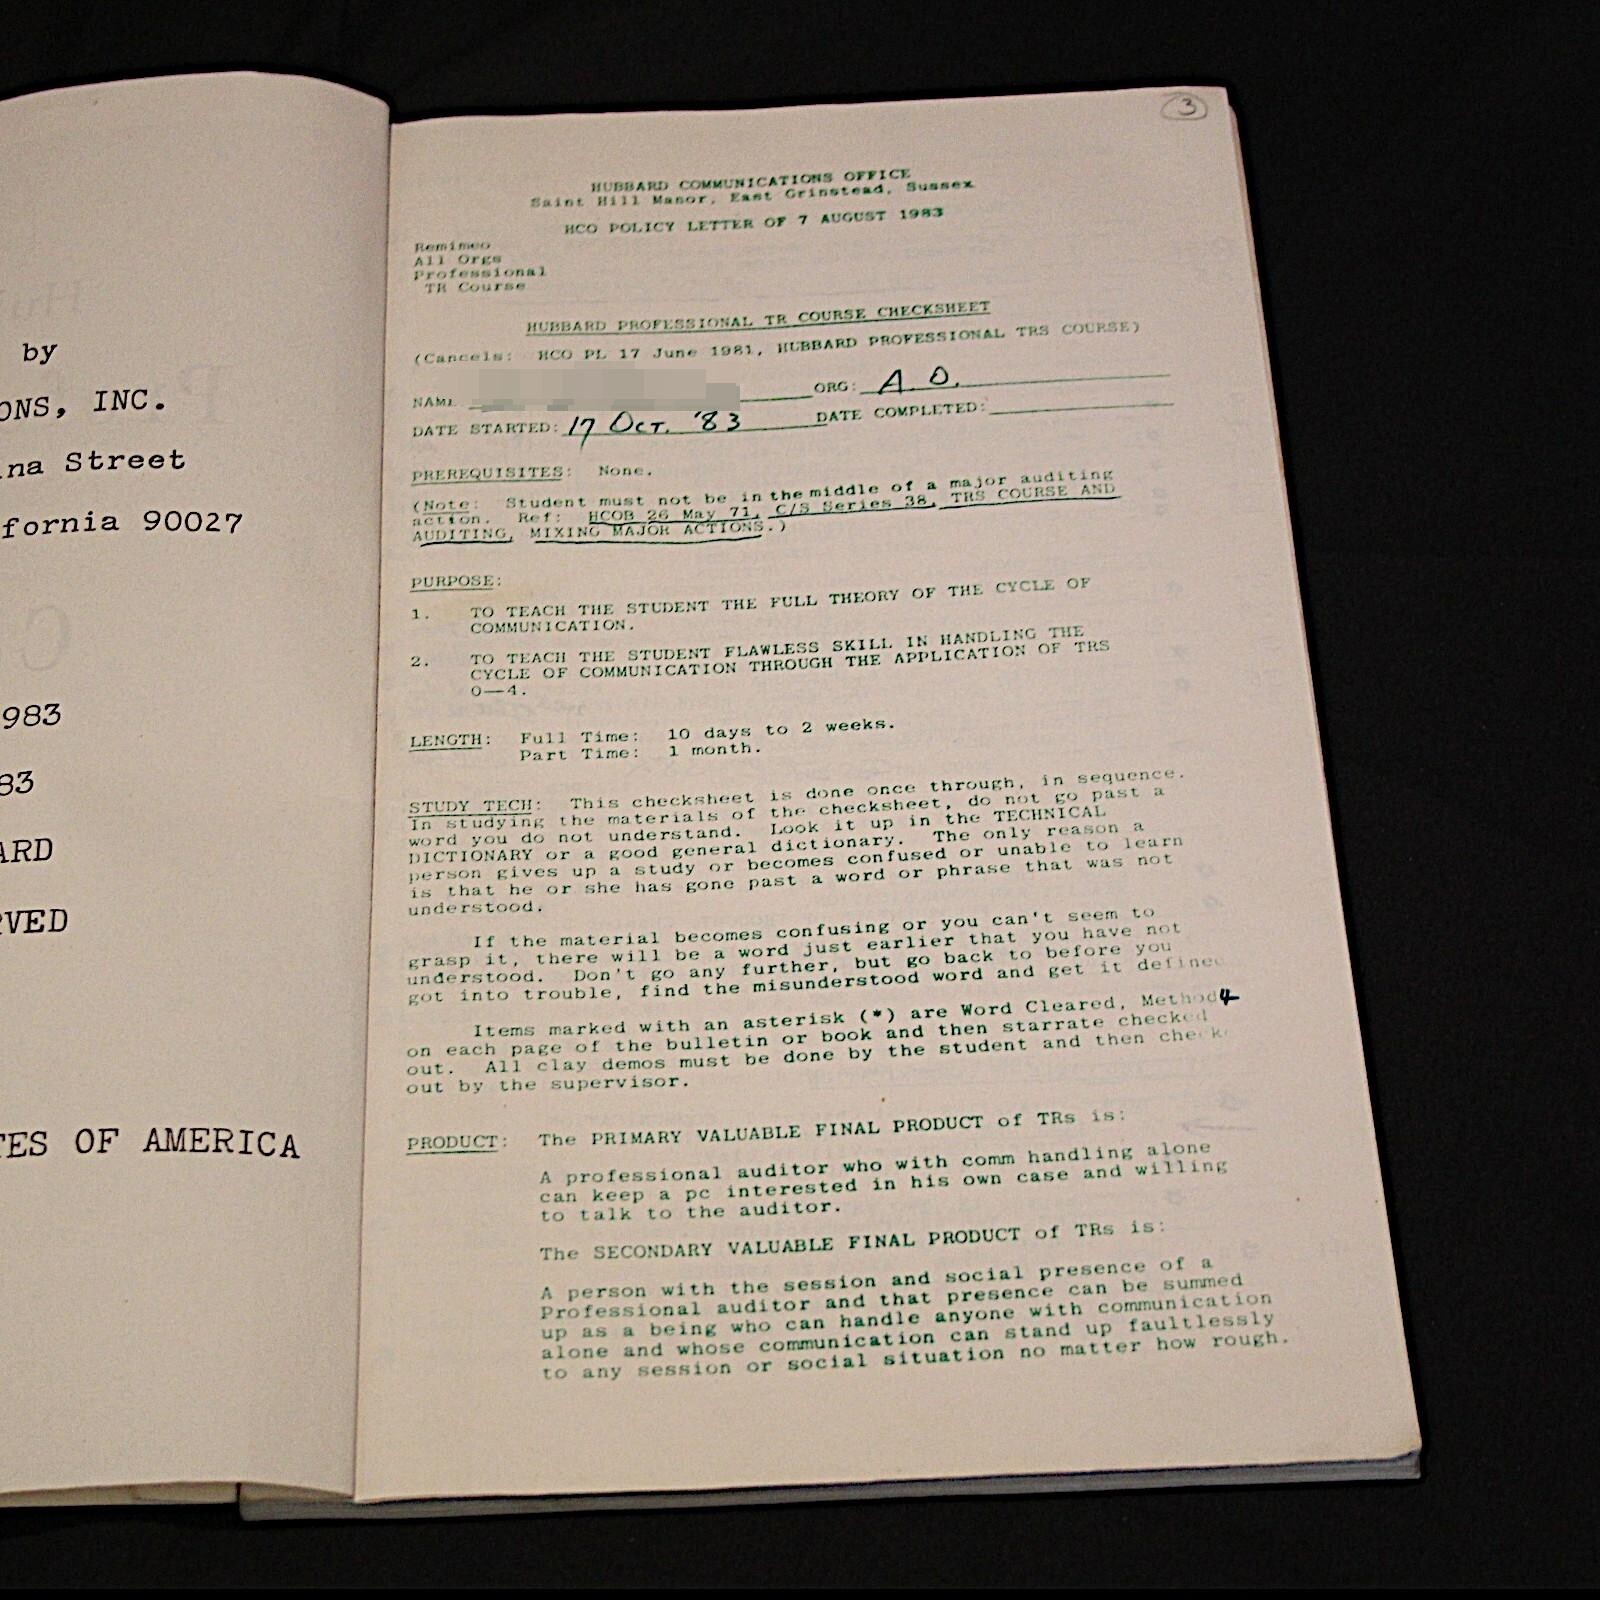 by
ONS, INC.
na Street
fornia 90027
983
83
ARD
VED
TES OF AMERICA
3
HUBBARD COMMUNICATIONS OFFICE
Saint Hill Manor, East Grinstead, Sussex
HCO POLICY LETTER OF 7 AUGUST 1983
Remimeo
All Orgs
Professional
TR Course
HUBBARD PROFESSIONAL TR COURSE CHECKSHEET
(Cancels: HCO PL 17 June 1981, HUBBARD PROFESSIONAL TRS COURSE)
NAME ORG: A.O.
DATE STARTED: 17 Oct. '83 DATE COMPLETED:
PREREQUISITES: None.
(Note: Student must not be in the middle of a major auditing
action. Ref: HCOB 26 May 71, C/S Series 38, TRS COURSE AND
AUDITING, MIXING MAJOR ACTIONS.)
PURPOSE:
1. TO TEACH THE STUDENT THE FULL THEORY OF THE CYCLE OF
COMMUNICATION.
2. TO TEACH THE STUDENT FLAWLESS SKILL IN HANDLING THE
CYCLE OF COMMUNICATION THROUGH THE APPLICATION OF TRS
0—4.
LENGTH: Full Time: 10 days to 2 weeks.
Part Time: 1 month.
STUDY TECH: This checksheet is done once through, in sequence.
In studying the materials of the checksheet, do not go past a
word you do not understand. Look it up in the TECHNICAL
DICTIONARY or a good general dictionary. The only reason a
person gives up a study or becomes confused or unable to learn
is that he or she has gone past a word or phrase that was not
understood.
If the material becomes confusing or you can't seem to
grasp it, there will be a word just earlier that you have not
understood. Don't go any further, but go back to before you
got into trouble, find the misunderstood word and get it defined
Items marked with an asterisk (*) are Word Cleared, Method 4
on each page of the bulletin or book and then starrate checked
out. All clay demos must be done by the student and then check
out by the supervisor.
PRODUCT: The PRIMARY VALUABLE FINAL PRODUCT of TRs is:
A professional auditor who with comm handling alone
can keep a pc interested in his own case and willing
to talk to the auditor.
The SECONDARY VALUABLE FINAL PRODUCT of TRs is:
A person with the session and social presence of a
Professional auditor and that presence can be summed
up as a being who can handle anyone with communication
alone and whose communication can stand up faultlessly
to any session or social situation no matter how rough.